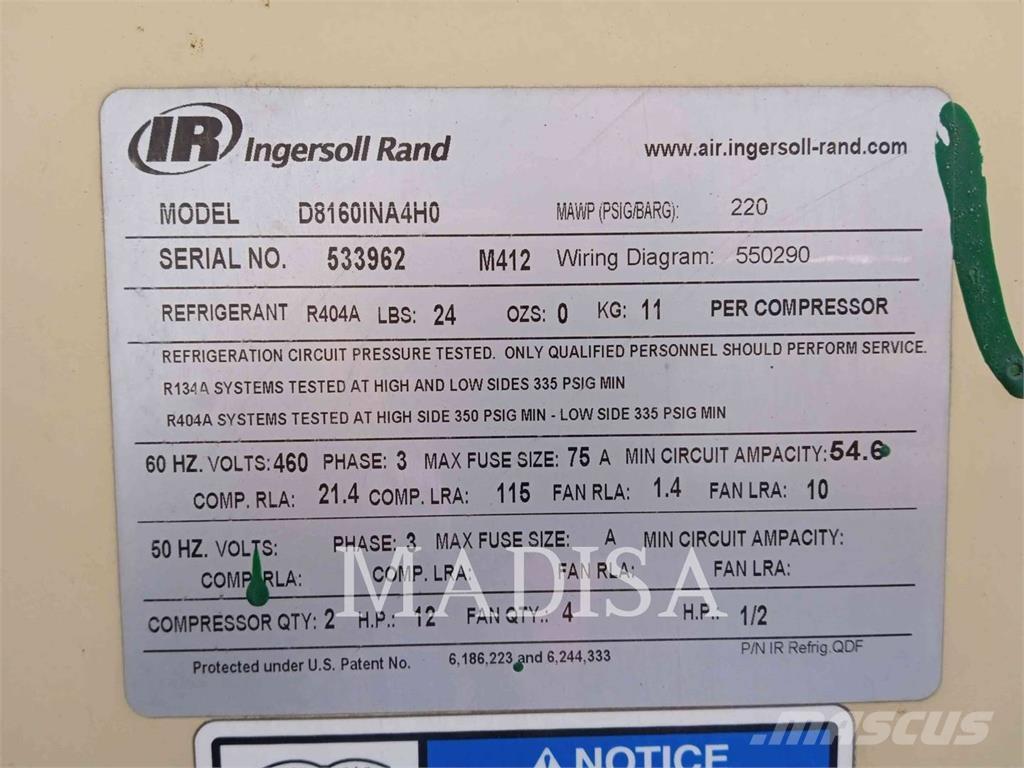 IR Ingersoll Rand www.air.ingersoll-rand.com
MODEL D8160INA4H0 MAWP (PSIG/BARG): 220
SERIAL NO. 533962 M412 Wiring Diagram: 550290
REFRIGERANT R404A LBS: 24 OZS: 0 KG: 11 PER COMPRESSOR
REFRIGERATION CIRCUIT PRESSURE TESTED. ONLY QUALIFIED PERSONNEL SHOULD PERFORM SERVICE.
R134A SYSTEMS TESTED AT HIGH AND LOW SIDES 335 PSIG MIN
R404A SYSTEMS TESTED AT HIGH SIDE 350 PSIG MIN - LOW SIDE 335 PSIG MIN
60 HZ. VOLTS: 460 PHASE: 3 MAX FUSE SIZE: 75 A MIN CIRCUIT AMPACITY: 54.6
COMP. RLA: 21.4 COMP. LRA: 115 FAN RLA: 1.4 FAN LRA: 10
50 HZ. VOLTS: PHASE: 3 MAX FUSE SIZE: A MIN CIRCUIT AMPACITY:
COMP. RLA: COMP. LRA: FAN RLA: FAN LRA:
MADISA
COMPRESSOR QTY: 2 H.P.: 12 FAN QTY.: 4 H.P.: 1/2
P/N IR Refrig.QDF
Protected under U.S. Patent No. 6,186,223 and 6,244,333
NOTICE
MASCUS